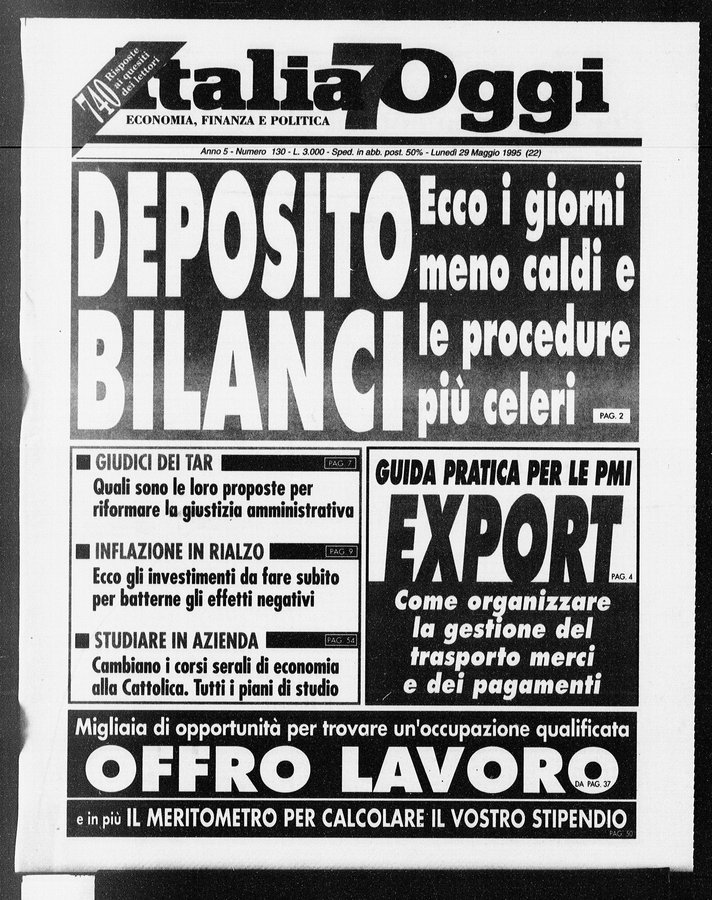 740 Risposte
ai quesiti
dei lettori
Italia Oggi
7
ECONOMIA, FINANZA E POLITICA
Anno 5 - Numero 130 - L. 3.000 - Sped. in abb. post. 50% - Lunedì 29 Maggio 1995 (22)
DEPOSITO
BILANCI
Ecco i giorni
meno caldi e
le procedure
più celeri
PAG. 2
GIUDICI DEI TAR PAG. 7
Quali sono le loro proposte per
riformare la giustizia amministrativa
INFLAZIONE IN RIALZO PAG. 9
Ecco gli investimenti da fare subito
per batterne gli effetti negativi
STUDIARE IN AZIENDA PAG. 54
Cambiano i corsi serali di economia
alla Cattolica. Tutti i piani di studio
GUIDA PRATICA PER LE PMI
EXPORT
PAG. 4
Come organizzare
la gestione del
trasporto merci
e dei pagamenti
Migliaia di opportunità per trovare un'occupazione qualificata
OFFRO LAVORO
DA PAG. 37
e in più IL MERITOMETRO PER CALCOLARE IL VOSTRO STIPENDIO
PAG. 50